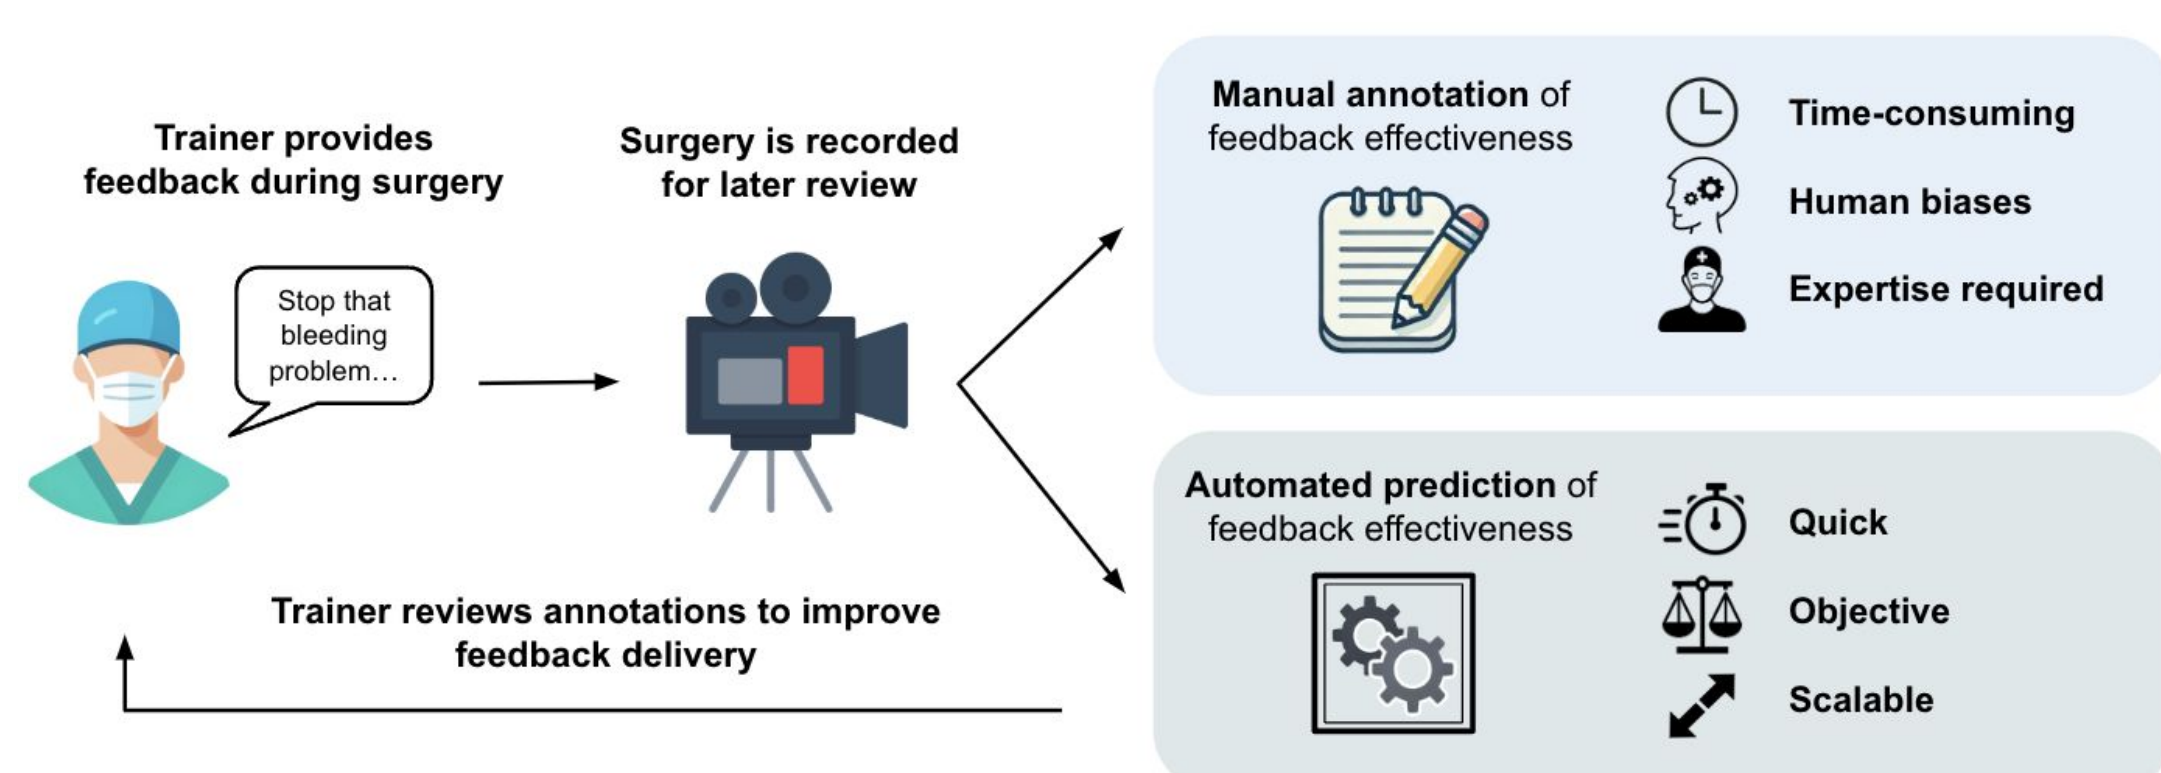 Trainer provides
feedback during surgery
Stop that
bleeding
problem…
Surgery is recorded
for later review
Manual annotation of
feedback effectiveness
Time-consuming
Human biases
Expertise required
Automated prediction of
feedback effectiveness
Quick
Objective
Scalable
Trainer reviews annotations to improve
feedback delivery